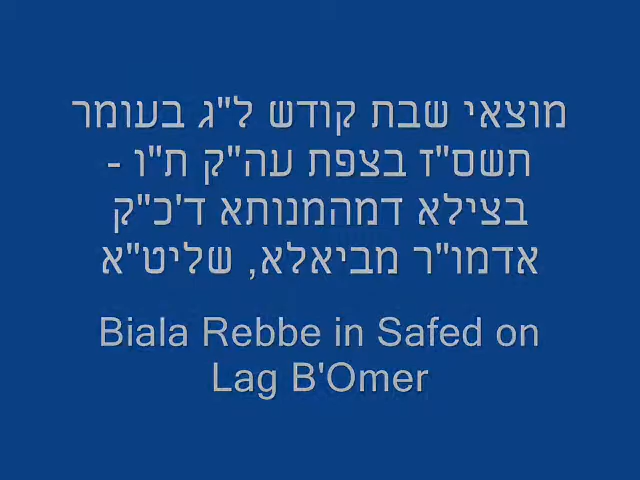 מוצאי שבת קודש ל"ג בעומר
תשס"ז בצפת עה"ק ת"ו -
בצילא דמהמנותא ד'כ"ק
אדמו"ר מביאלא, שליט"א
Biala Rebbe in Safed on
Lag B'Omer